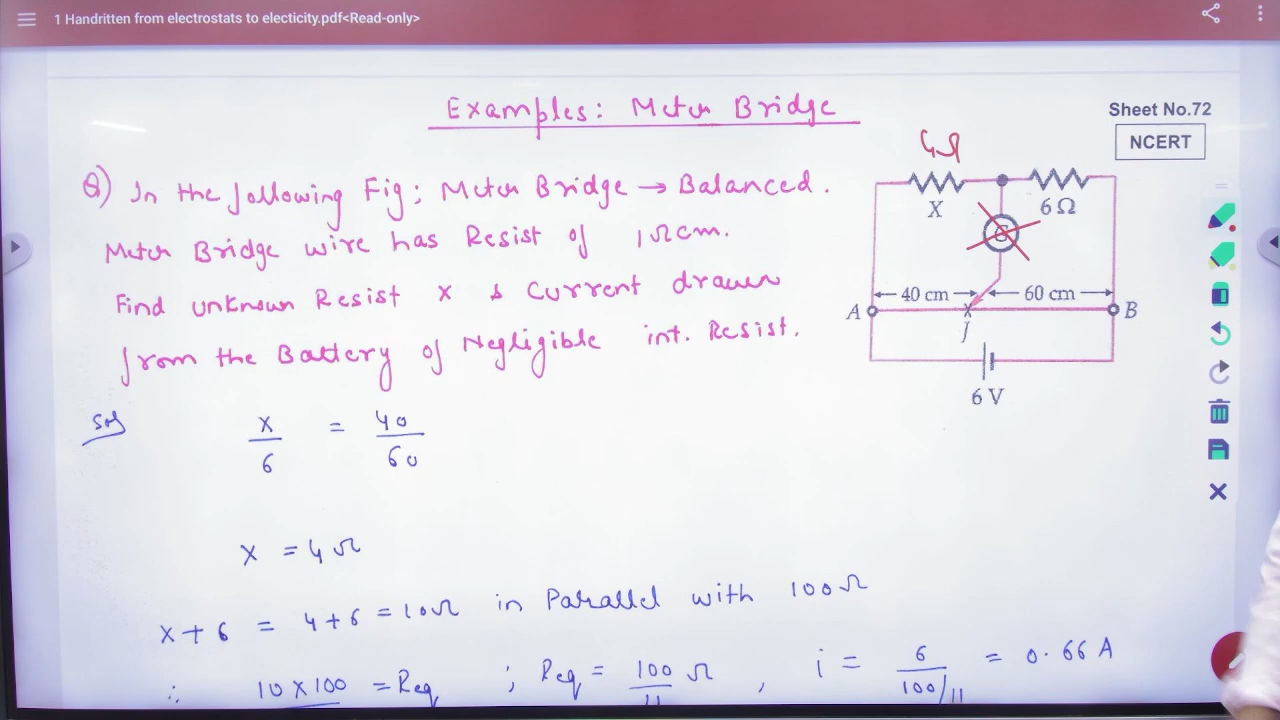 1 Handritten from electrostats to electicity.pdf<Read-only>
Examples: Meter Bridge
Sheet No.72
NCERT
Q) In the following Fig; Meter Bridge → Balanced.
Meter Bridge wire has Resist of 1Ωcm.
Find unknown Resist x & Current drawn
from the Battery of Negligible int. Resist.
4Ω
X
6 Ω
G
40 cm
60 cm
A
B
J
6 V
Sol
x/6 = 40/60
x = 4Ω
x+6 = 4+6 = 10Ω in Parallel with 100Ω
∴ 10 X 100 = Req ; Req = 100/11 Ω , i = 6/(100/11) = 0.66 A